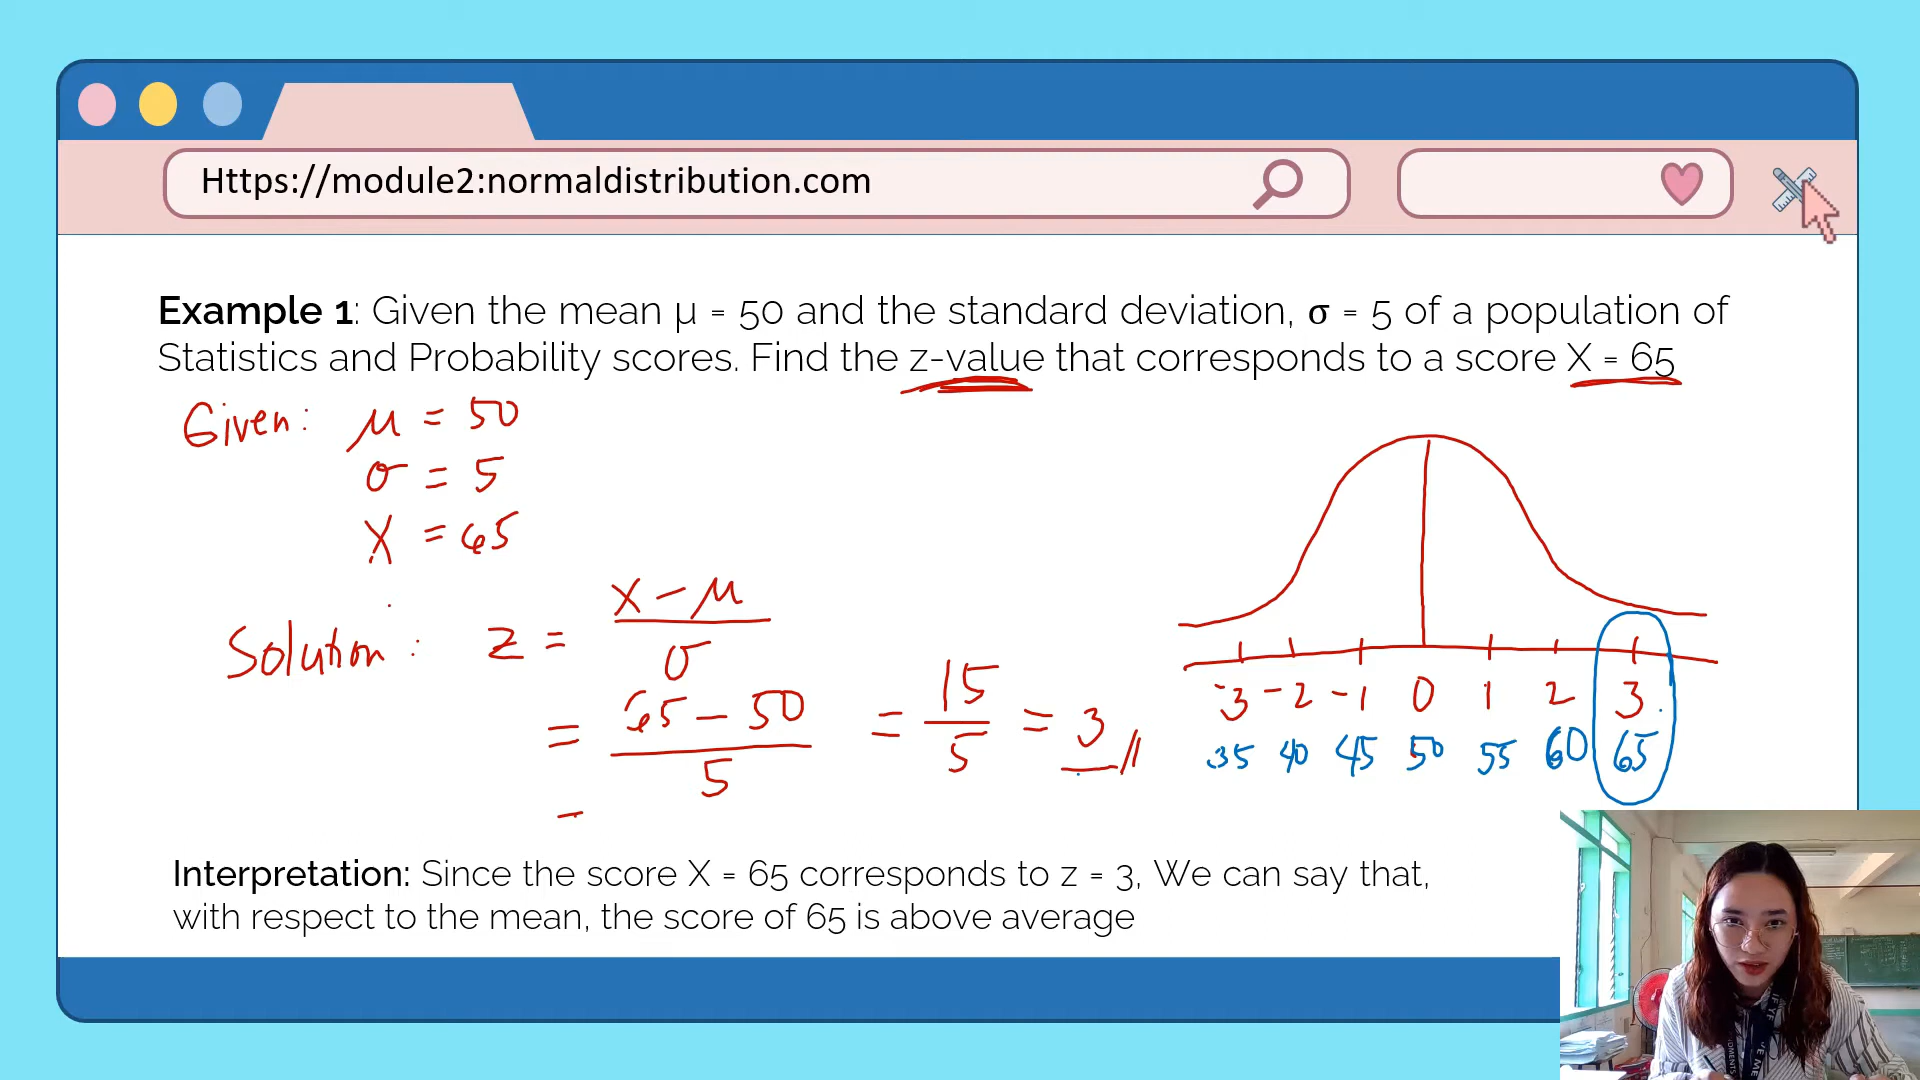 Https://module2:normaldistribution.com
Example 1: Given the mean μ = 50 and the standard deviation, σ = 5 of a population of
Statistics and Probability scores. Find the z-value that corresponds to a score X = 65
Given: μ = 50
σ = 5
X = 65
Solution: z = X - μ / σ
= 65 - 50 / 5 = 15 / 5 = 3 //
-3 -2 -1 0 1 2 3
35 40 45 50 55 60 65
Interpretation: Since the score X = 65 corresponds to z = 3, We can say that,
with respect to the mean, the score of 65 is above average